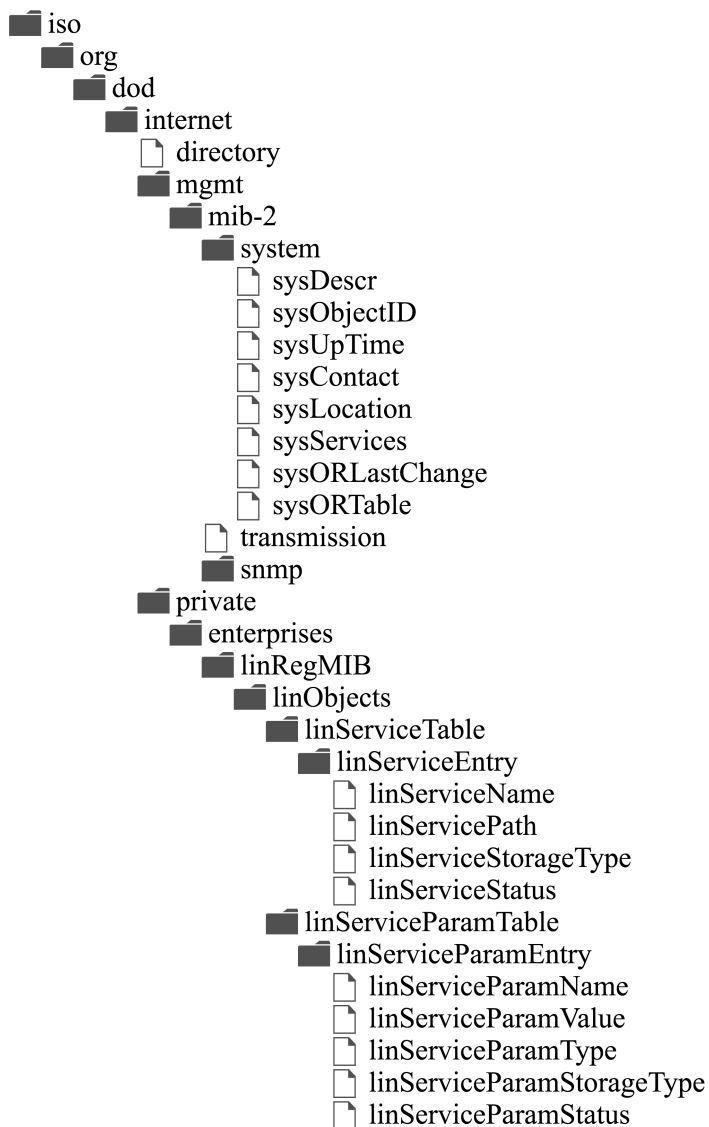 iso
org
dod
internet
directory
mgmt
mib-2
system
sysDescr
sysObjectID
sysUpTime
sysContact
sysLocation
sysServices
sysORLastChange
sysORTable
transmission
snmp
private
enterprises
linRegMIB
linObjects
linServiceTable
linServiceEntry
linServiceName
linServicePath
linServiceStorageType
linServiceStatus
linServiceParamTable
linServiceParamEntry
linServiceParamName
linServiceParamValue
linServiceParamType
linServiceParamStorageType
linServiceParamStatus